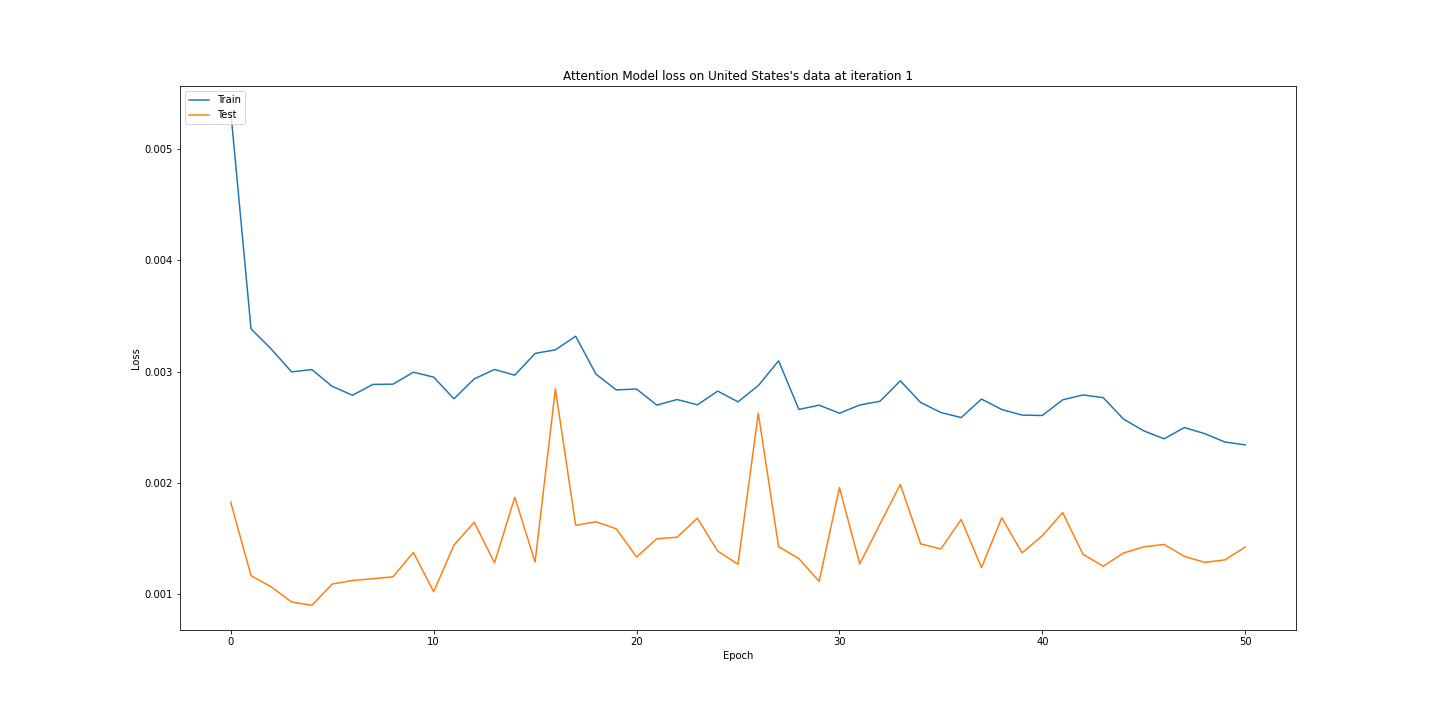 Attention Model loss on United States's data at iteration 1
Train
Test
0.005
0.004
0.003
0.002
0.001
Loss
0 10 20 30 40 50
Epoch